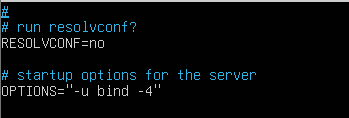 #
# run resolvconf?
RESOLVCONF=no

# startup options for the server
OPTIONS="-u bind -4"